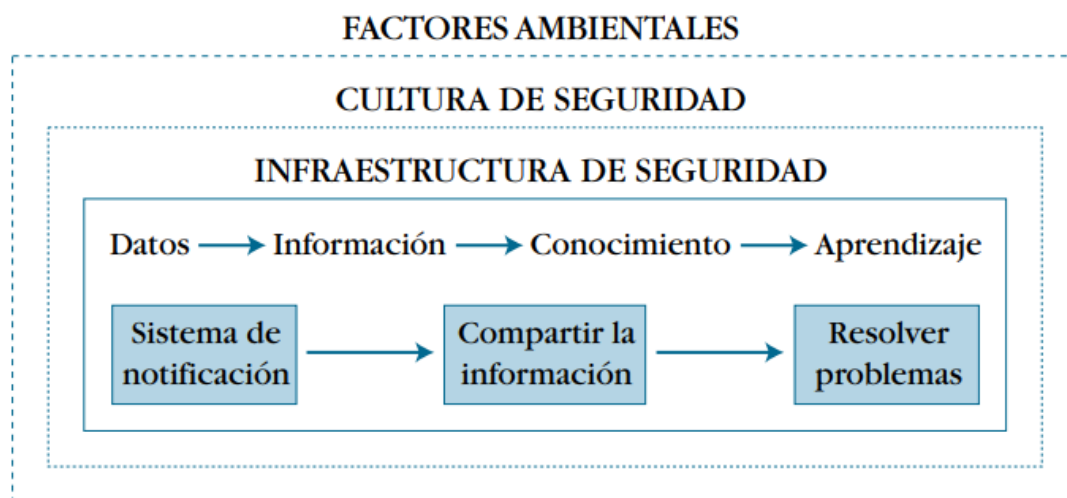 FACTORES AMBIENTALES
CULTURA DE SEGURIDAD
INFRAESTRUCTURA DE SEGURIDAD
Datos Información Conocimiento Aprendizaje
Sistema de
notificación
Compartir la
información
Resolver
problemas